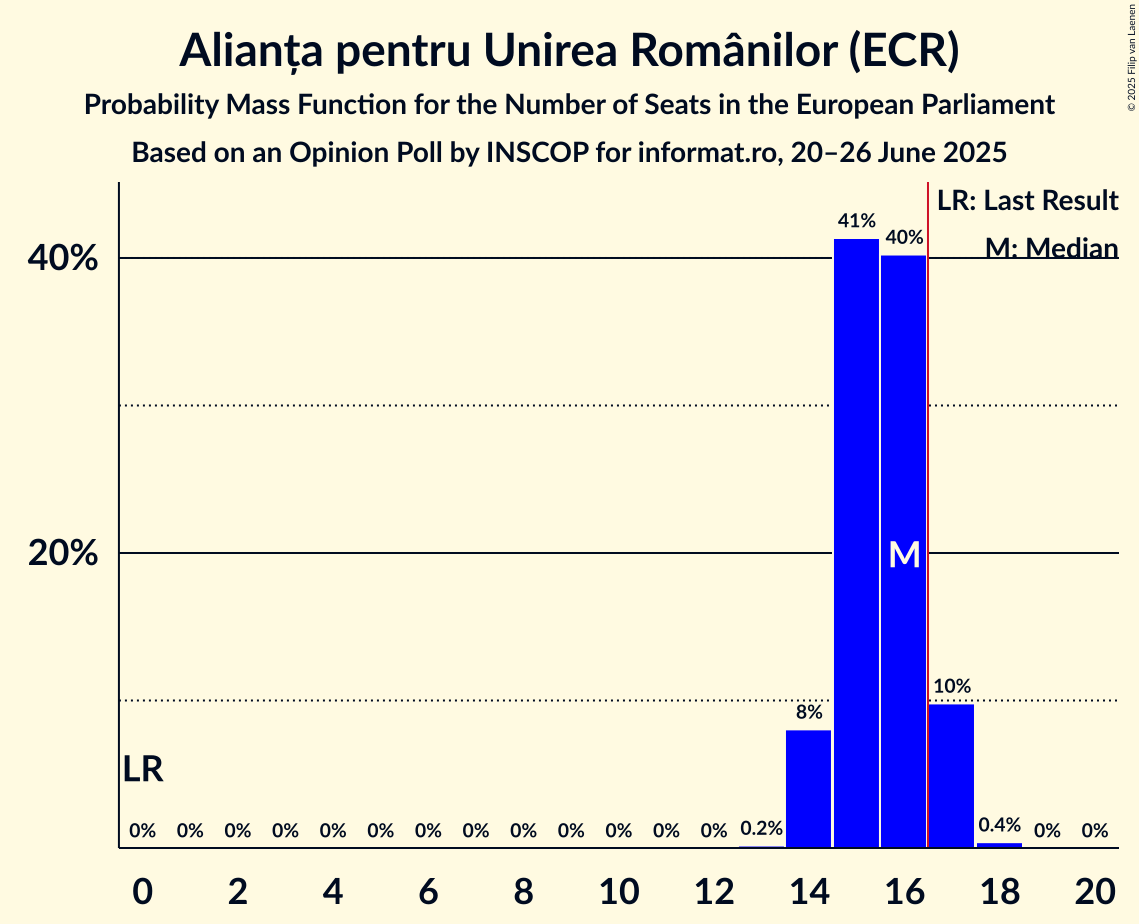 Alianța pentru Unirea Românilor (ECR)
Probability Mass Function for the Number of Seats in the European Parliament
Based on an Opinion Poll by INSCOP for informat.ro, 20–26 June 2025
© 2025 Filip van Laenen
LR: Last Result
M: Median
40%
20%
41%
40%
M
10%
8%
LR
0% 0% 0% 0% 0% 0% 0% 0% 0% 0% 0% 0% 0% 0.2% 0.4% 0% 0%
0 2 4 6 8 10 12 14 16 18 20